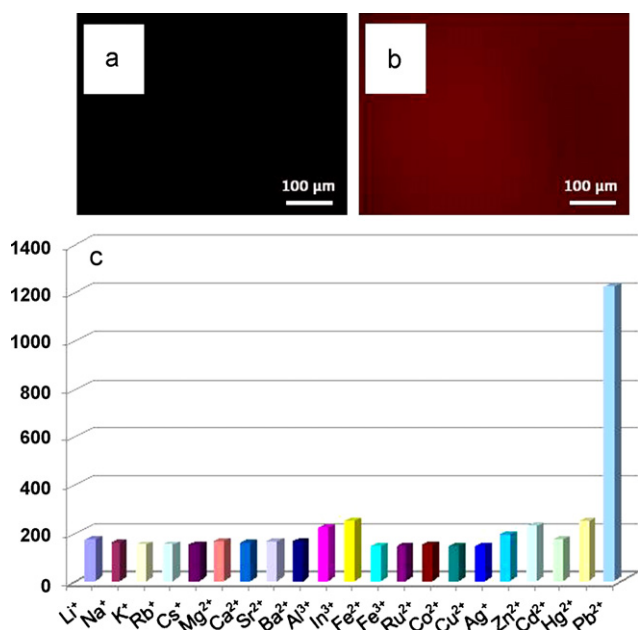 a
b
100 μm
100 μm
c
1400
1200
1000
800
600
400
200
0
Li⁺
Na⁺
K⁺
Rb⁺
Cs⁺
Mg²⁺
Ca²⁺
Sr²⁺
Ba²⁺
Al³⁺
In³⁺
Fe²⁺
Fe³⁺
Ru²⁺
Co²⁺
Cu²⁺
Ag⁺
Zn²⁺
Cd²⁺
Hg²⁺
Pb²⁺